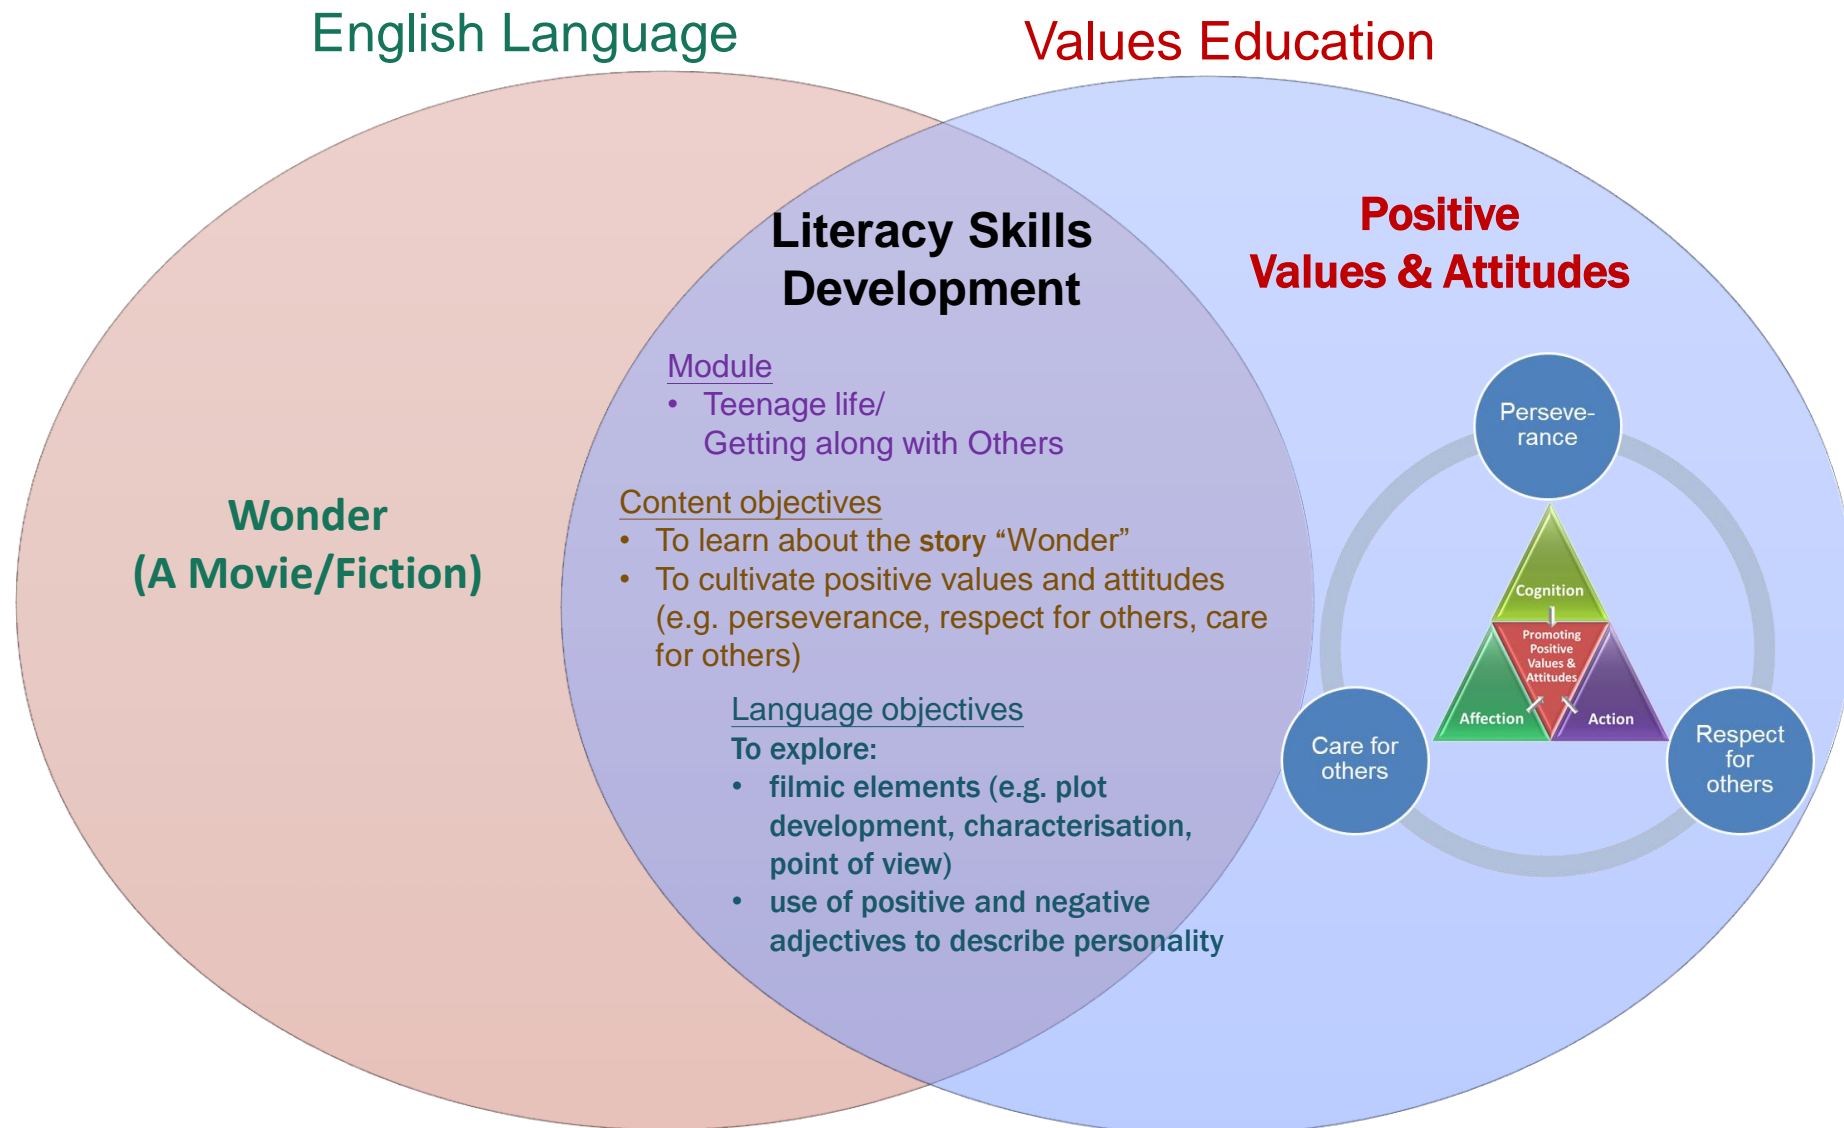 English Language
Values Education
Literacy Skills
Development
Positive
Values & Attitudes
Module
• Teenage life/
Getting along with Others
Wonder
(A Movie/Fiction)
Content objectives
• To learn about the story “Wonder”
• To cultivate positive values and attitudes
(e.g. perseverance, respect for others, care
for others)
Language objectives
To explore:
• filmic elements (e.g. plot
development, characterisation,
point of view)
• use of positive and negative
adjectives to describe personality
Perseve-
rance
Cognition
Promoting
Positive
Values &
Attitudes
Affection
Action
Care for
others
Respect
for
others